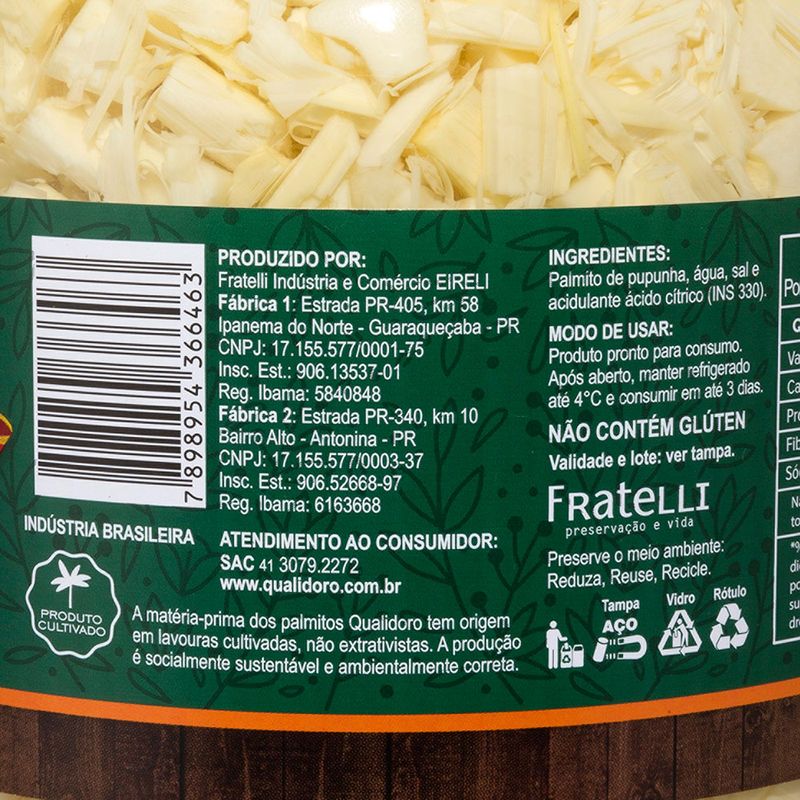 7 898954 366463
INDÚSTRIA BRASILEIRA
PRODUTO
CULTIVADO
PRODUZIDO POR:
Fratelli Indústria e Comércio EIRELI
Fábrica 1: Estrada PR-405, km 58
Ipanema do Norte - Guaraqueçaba - PR
CNPJ: 17.155.577/0001-75
Insc. Est.: 906.13537-01
Reg. Ibama: 5840848
Fábrica 2: Estrada PR-340, km 10
Bairro Alto - Antonina - PR
CNPJ: 17.155.577/0003-37
Insc. Est.: 906.52668-97
Reg. Ibama: 6163668
ATENDIMENTO AO CONSUMIDOR:
SAC 41 3079.2272
www.qualidoro.com.br
A matéria-prima dos palmitos Qualidoro tem origem
em lavouras cultivadas, não extrativistas. A produção
é socialmente sustentável e ambientalmente correta.
INGREDIENTES:
Palmito de pupunha, água, sal e
acidulante ácido cítrico (INS 330).
MODO DE USAR:
Produto pronto para consumo.
Após aberto, manter refrigerado
até 4°C e consumir em até 3 dias.
NÃO CONTÉM GLÚTEN
Validade e lote: ver tampa.
FRateLLI
preservação e vida
Preserve o meio ambiente:
Reduza, Reuse, Recicle.
Tampa
AÇO
Vidro
Rótulo